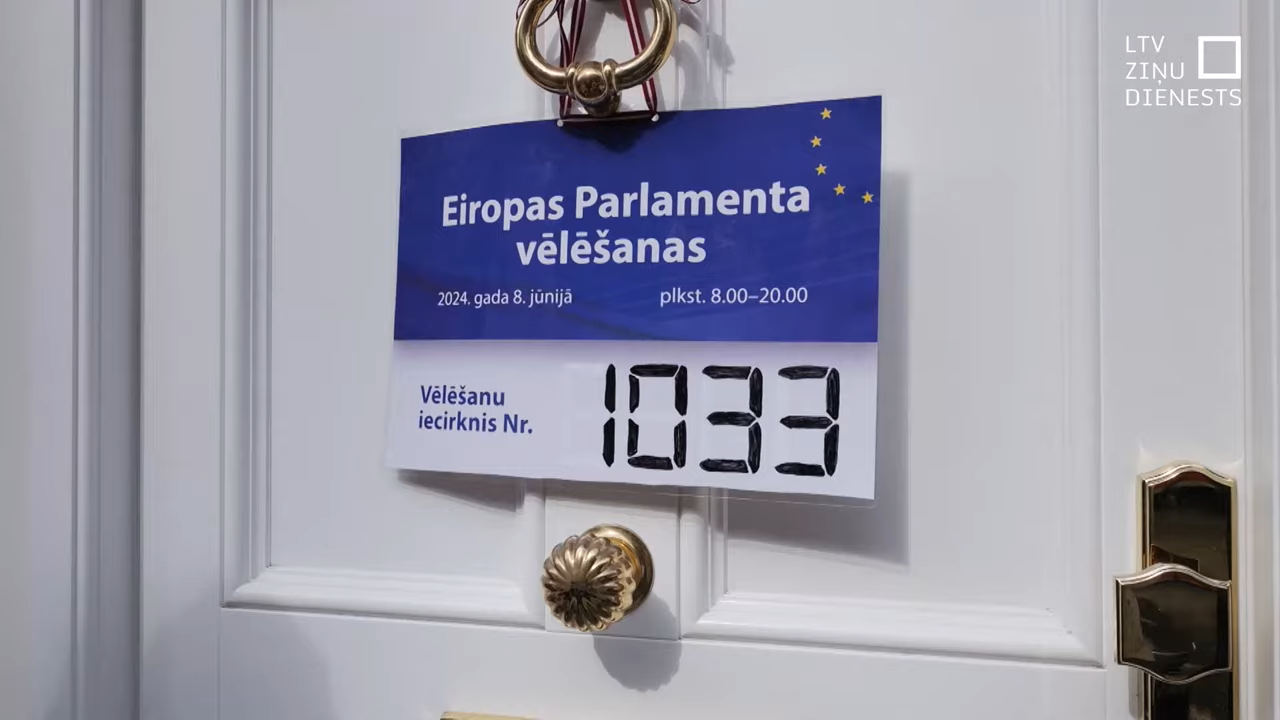 LTV
ZIŅU
DIENESTS
Eiropas Parlamenta
vēlēšanas
2024. gada 8. jūnijā plkst. 8.00–20.00
Vēlēšanu
iecirknis Nr.
1033